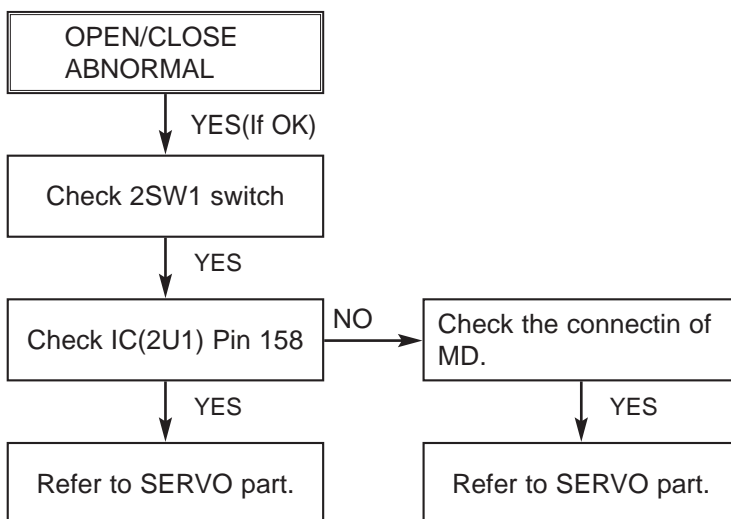 OPEN/CLOSE
ABNORMAL
YES(If OK)
Check 2SW1 switch
YES
Check IC(2U1) Pin 158
NO
Check the connectin of
MD.
YES
YES
Refer to SERVO part.
Refer to SERVO part.